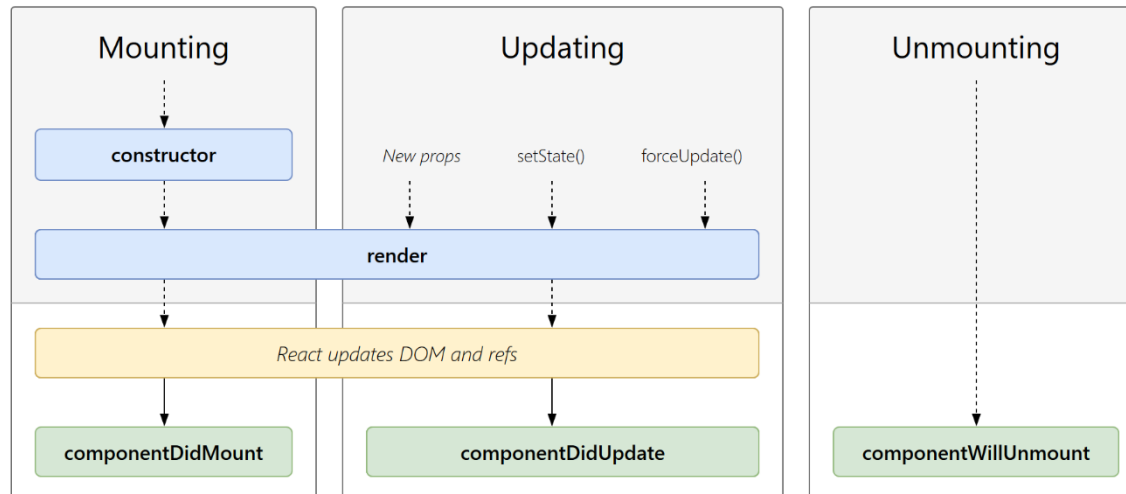 Mounting
Updating
Unmounting
constructor
New props
setState()
forceUpdate()
render
React updates DOM and refs
componentDidMount
componentDidUpdate
componentWillUnmount